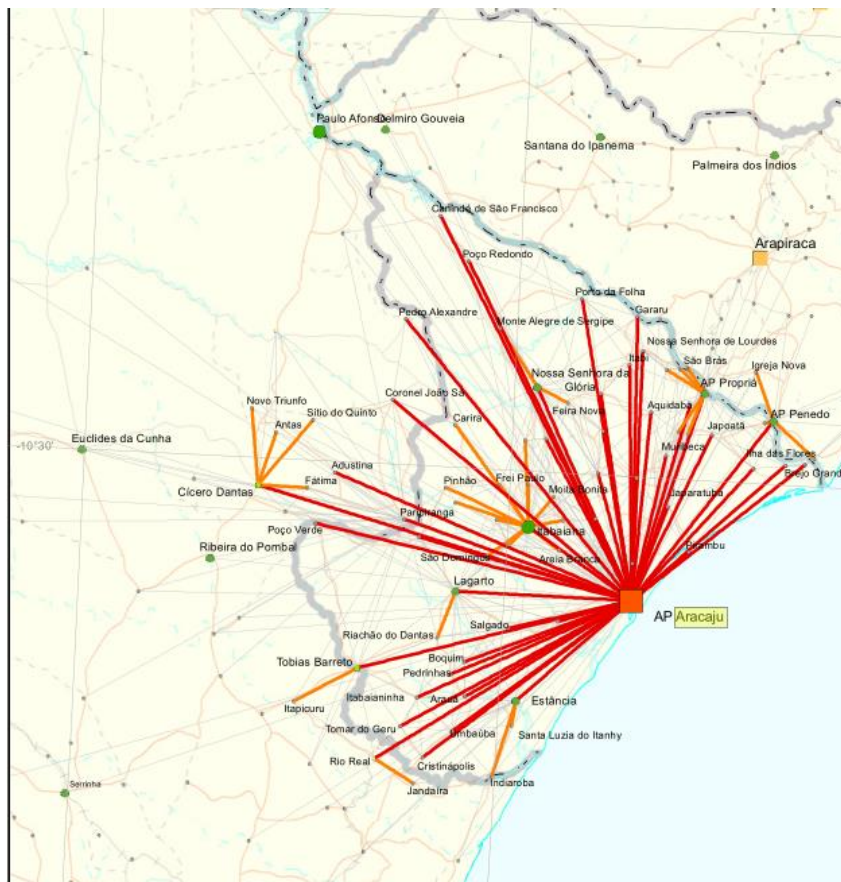 Paulo Afonso
Delmiro Gouveia
Santana do Ipanema
Palmeira dos Índios
Canindé de São Francisco
Arapiraca
Poço Redondo
Porto da Folha
Gararu
Pedro Alexandre
Monte Alegre de Sergipe
Nossa Senhora de Lourdes
Itabi
São Brás
Igreja Nova
Nossa Senhora da
Glória
AP Propriá
Novo Triunfo
Coronel João Sá
Sítio do Quinto
Carira
Feira Nova
Aquidabã
AP Penedo
Antas
Japoatã
Euclides da Cunha
-10°30'
Muribeca
Ilha das Flores
Adustina
Frei Paulo
Brejo Grand
Fátima
Pinhão
Cícero Dantas
Moita Bonita
Japaratuba
Paripiranga
Poço Verde
Itabaiana
Pirambu
Ribeira do Pombal
São Domingos
Areia Branca
Lagarto
AP Aracaju
Salgado
Riachão do Dantas
Boquim
Tobias Barreto
Pedrinhas
Itabaianinha
Arauá
Estância
Itapicuru
Tomar do Geru
Umbaúba
Santa Luzia do Itanhy
Rio Real
Cristinápolis
Indiaroba
Jandaíra
Serrinha